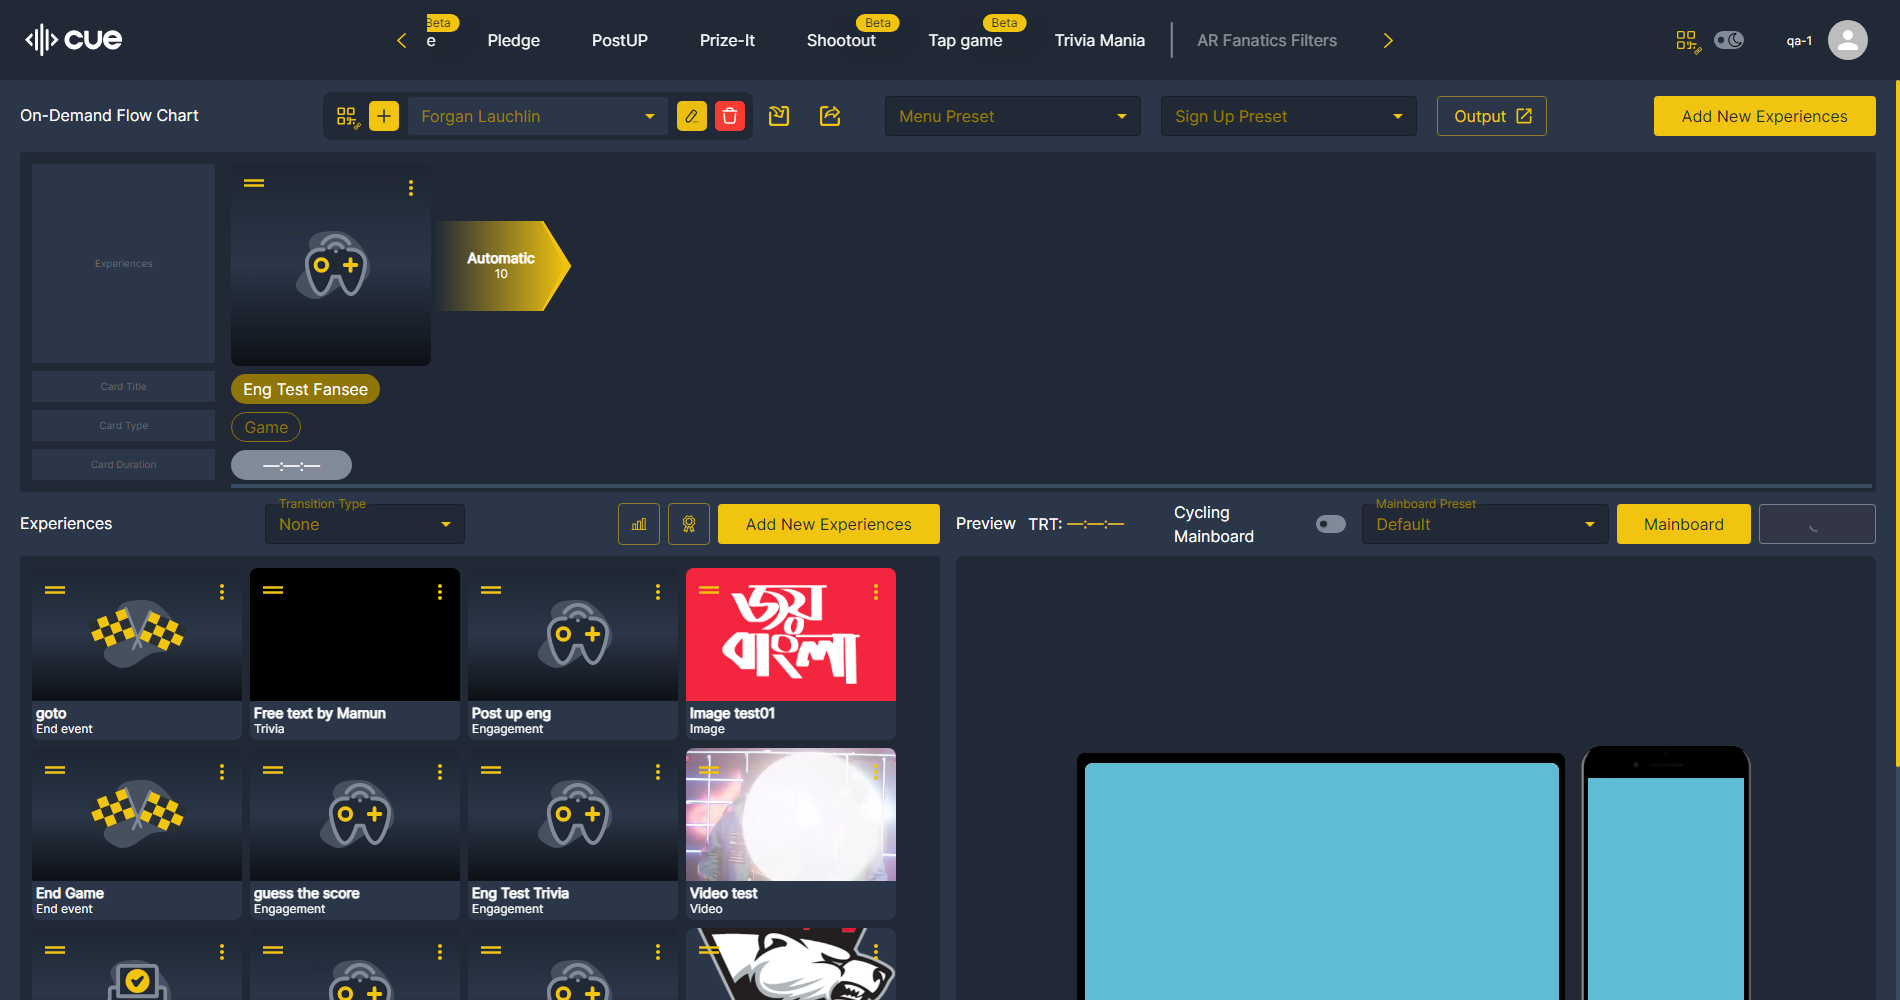 cue
e
Beta
Pledge
PostUP
Prize-It
Shootout
Beta
Tap game
Beta
Trivia Mania
AR Fanatics Filters
qa-1
On-Demand Flow Chart
Forgan Lauchlin
Menu Preset
Sign Up Preset
Output
Add New Experiences
Experiences
Automatic
10
Card Title
Eng Test Fansee
Card Type
Game
Card Duration
—:—:—
Experiences
Transition Type
None
Add New Experiences
Preview
TRT: —:—:—
Cycling
Mainboard
Mainboard Preset
Default
Mainboard
জয়
বাংলা
goto
End event
Free text by Mamun
Trivia
Post up eng
Engagement
Image test01
Image
End Game
End event
guess the score
Engagement
Eng Test Trivia
Engagement
Video test
Video